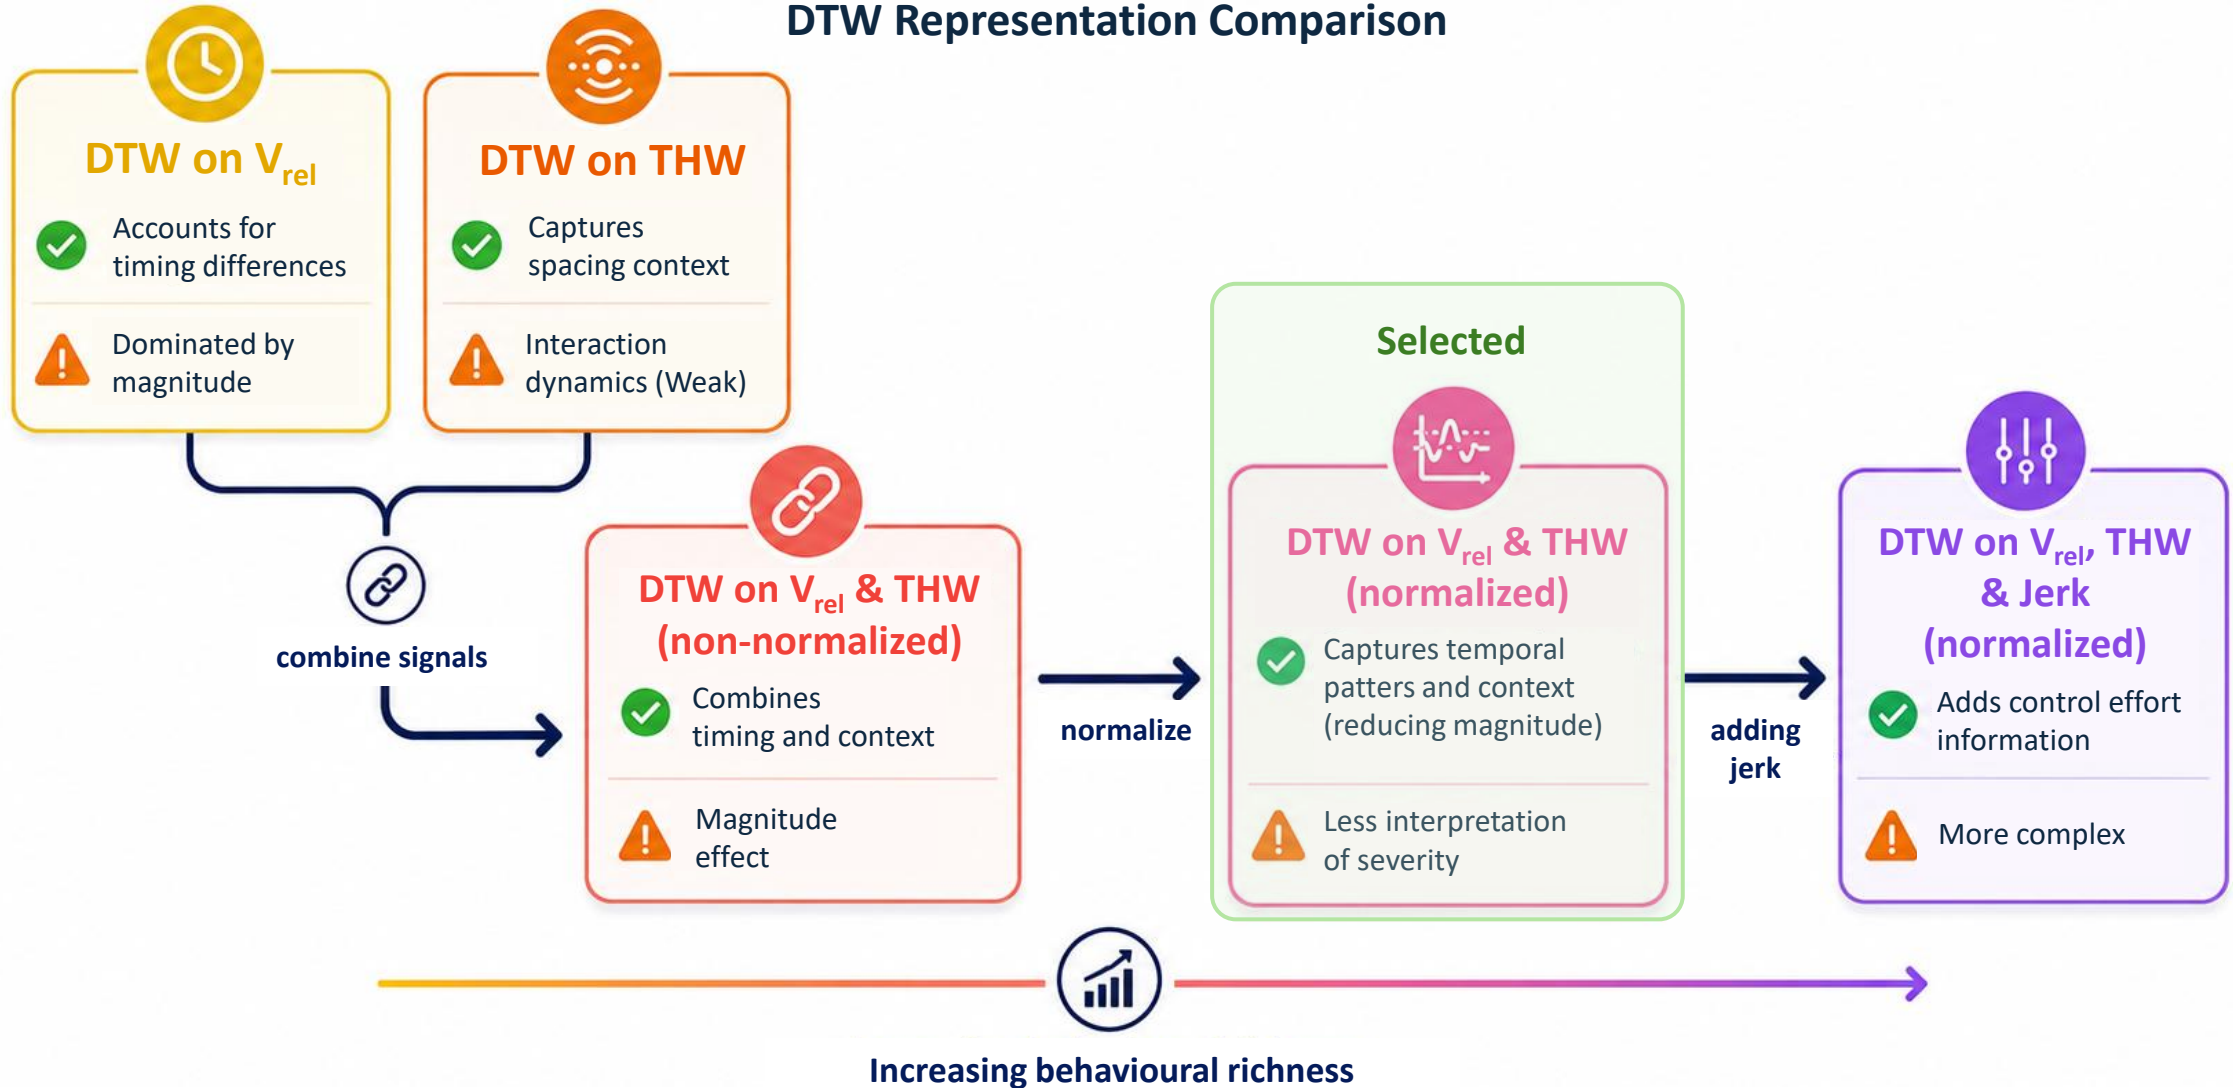 DTW Representation Comparison
DTW on Vrel
Accounts for
timing differences
Dominated by
magnitude
DTW on THW
Captures
spacing context
Interaction
dynamics (Weak)
combine signals
DTW on Vrel & THW
(non-normalized)
Combines
timing and context
Magnitude
effect
normalize
Selected
DTW on Vrel & THW
(normalized)
Captures temporal
patters and context
(reducing magnitude)
Less interpretation
of severity
adding
jerk
DTW on Vrel, THW
& Jerk
(normalized)
Adds control effort
information
More complex
Increasing behavioural richness